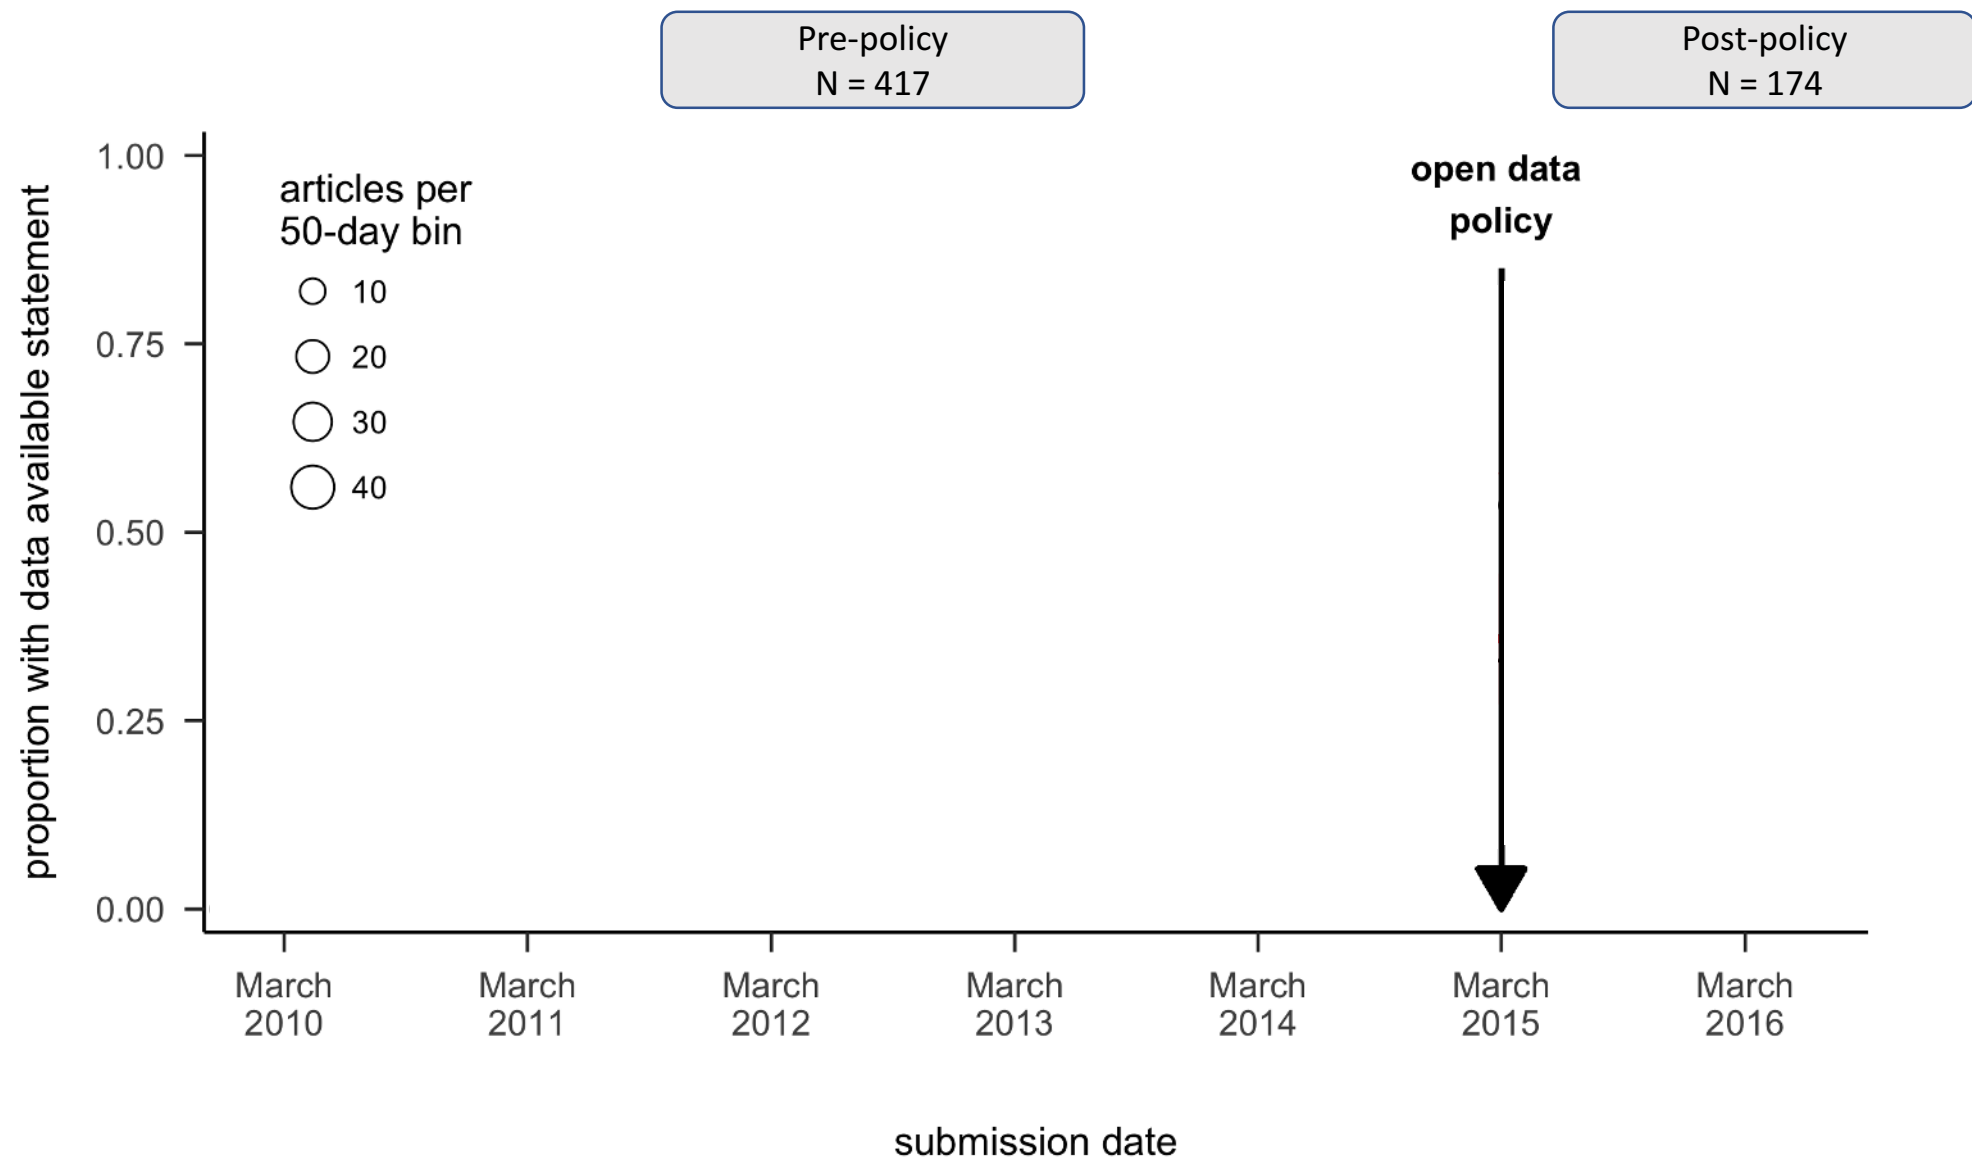 Pre-policy
N = 417
Post-policy
N = 174
proportion with data available statement
1.00
0.75
0.50
0.25
0.00
articles per
50-day bin
10
20
30
40
open data
policy
March
2010
March
2011
March
2012
March
2013
March
2014
March
2015
March
2016
submission date